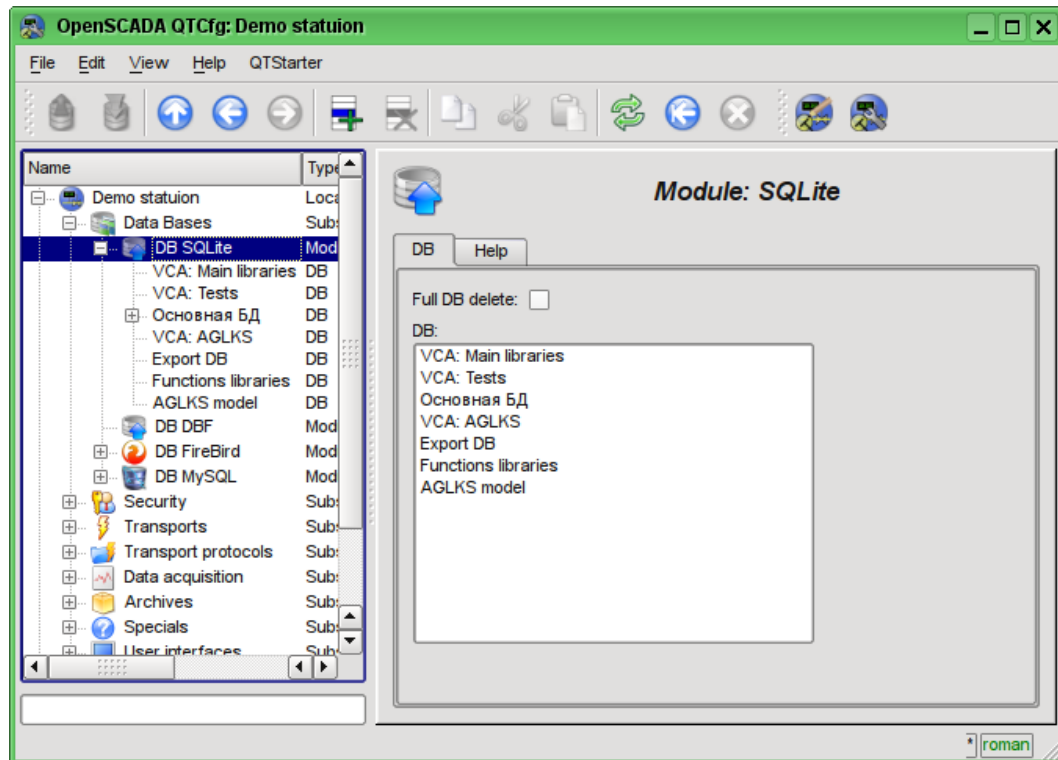 OpenSCADA QTCfg: Demo statuion
File Edit View Help QTStarter
Name Type
Demo statuion Loca
Data Bases Subs
DB SQLite Mod
VCA: Main libraries DB
VCA: Tests DB
Основная БД DB
VCA: AGLKS DB
Export DB DB
Functions libraries DB
AGLKS model DB
DB DBF Mod
DB FireBird Mod
DB MySQL Mod
Security Subs
Transports Subs
Transport protocols Subs
Data acquisition Subs
Archives Subs
Specials Subs
User interfaces Subs
Module: SQLite
DB Help
Full DB delete:
DB:
VCA: Main libraries
VCA: Tests
Основная БД
VCA: AGLKS
Export DB
Functions libraries
AGLKS model
* roman